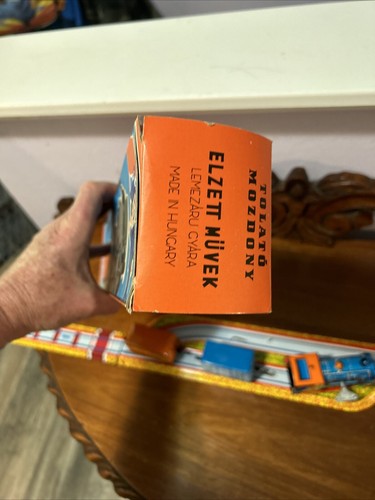 TOLATÓ
MOZDONY
ELZETT MÜVEK
LEMEZÁRU GYÁRA
MADE IN HUNGARY